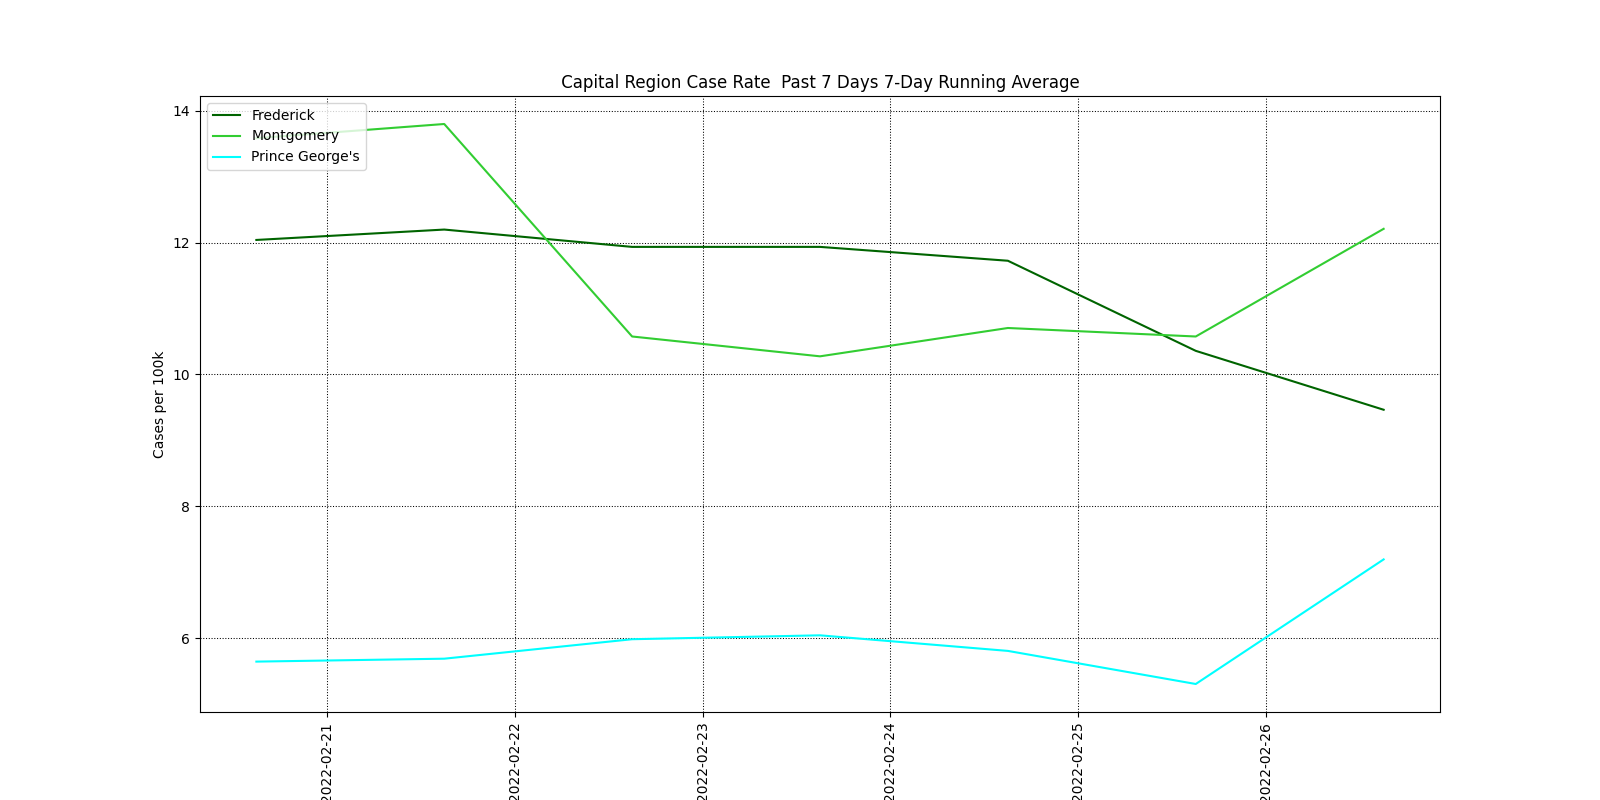 Capital Region Case Rate  Past 7 Days 7-Day Running Average
Frederick
Montgomery
Prince George's
Cases per 100k
14
12
10
8
6
2022-02-21
2022-02-22
2022-02-23
2022-02-24
2022-02-25
2022-02-26